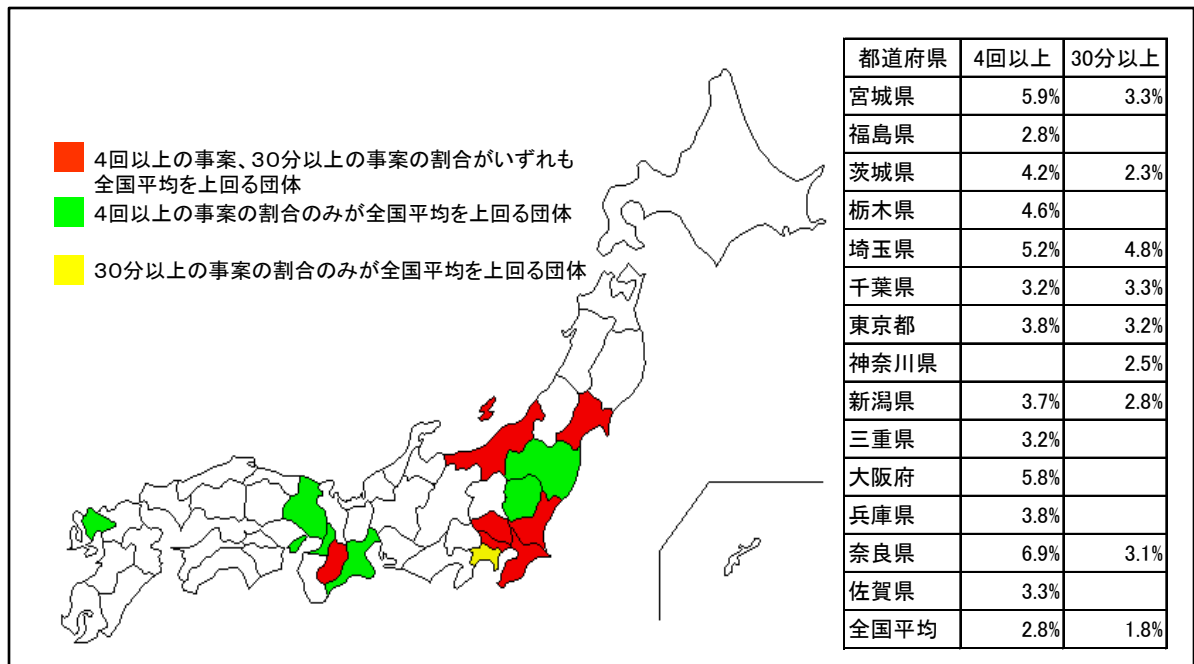 4回以上の事案、30分以上の事案の割合がいずれも
全国平均を上回る団体
4回以上の事案の割合のみが全国平均を上回る団体
30分以上の事案の割合のみが全国平均を上回る団体
都道府県 4回以上 30分以上
宮城県 5.9% 3.3%
福島県 2.8%
茨城県 4.2% 2.3%
栃木県 4.6%
埼玉県 5.2% 4.8%
千葉県 3.2% 3.3%
東京都 3.8% 3.2%
神奈川県 2.5%
新潟県 3.7% 2.8%
三重県 3.2%
大阪府 5.8%
兵庫県 3.8%
奈良県 6.9% 3.1%
佐賀県 3.3%
全国平均 2.8% 1.8%